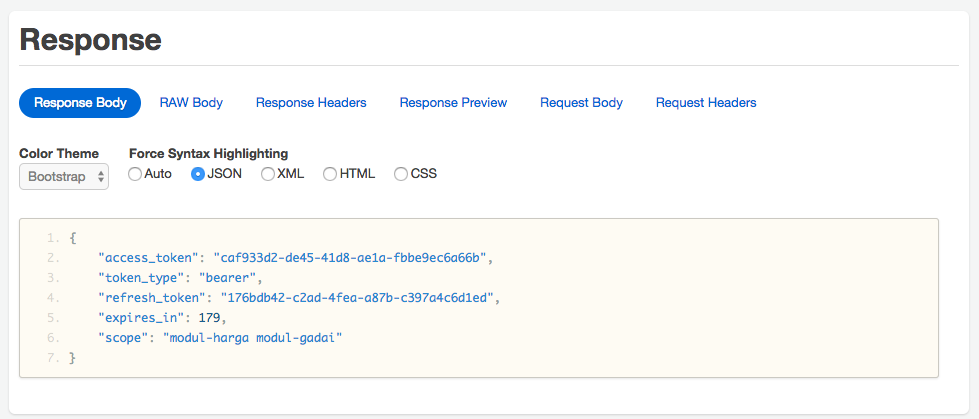 Response
Response Body RAW Body Response Headers Response Preview Request Body Request Headers
Color Theme Force Syntax Highlighting
Bootstrap Auto JSON XML HTML CSS
1. {
2. "access_token": "caf933d2-de45-41d8-ae1a-fbbe9ec6a66b",
3. "token_type": "bearer",
4. "refresh_token": "176bdb42-c2ad-4fea-a87b-c397a4c6d1ed",
5. "expires_in": 179,
6. "scope": "modul-harga modul-gadai"
7. }